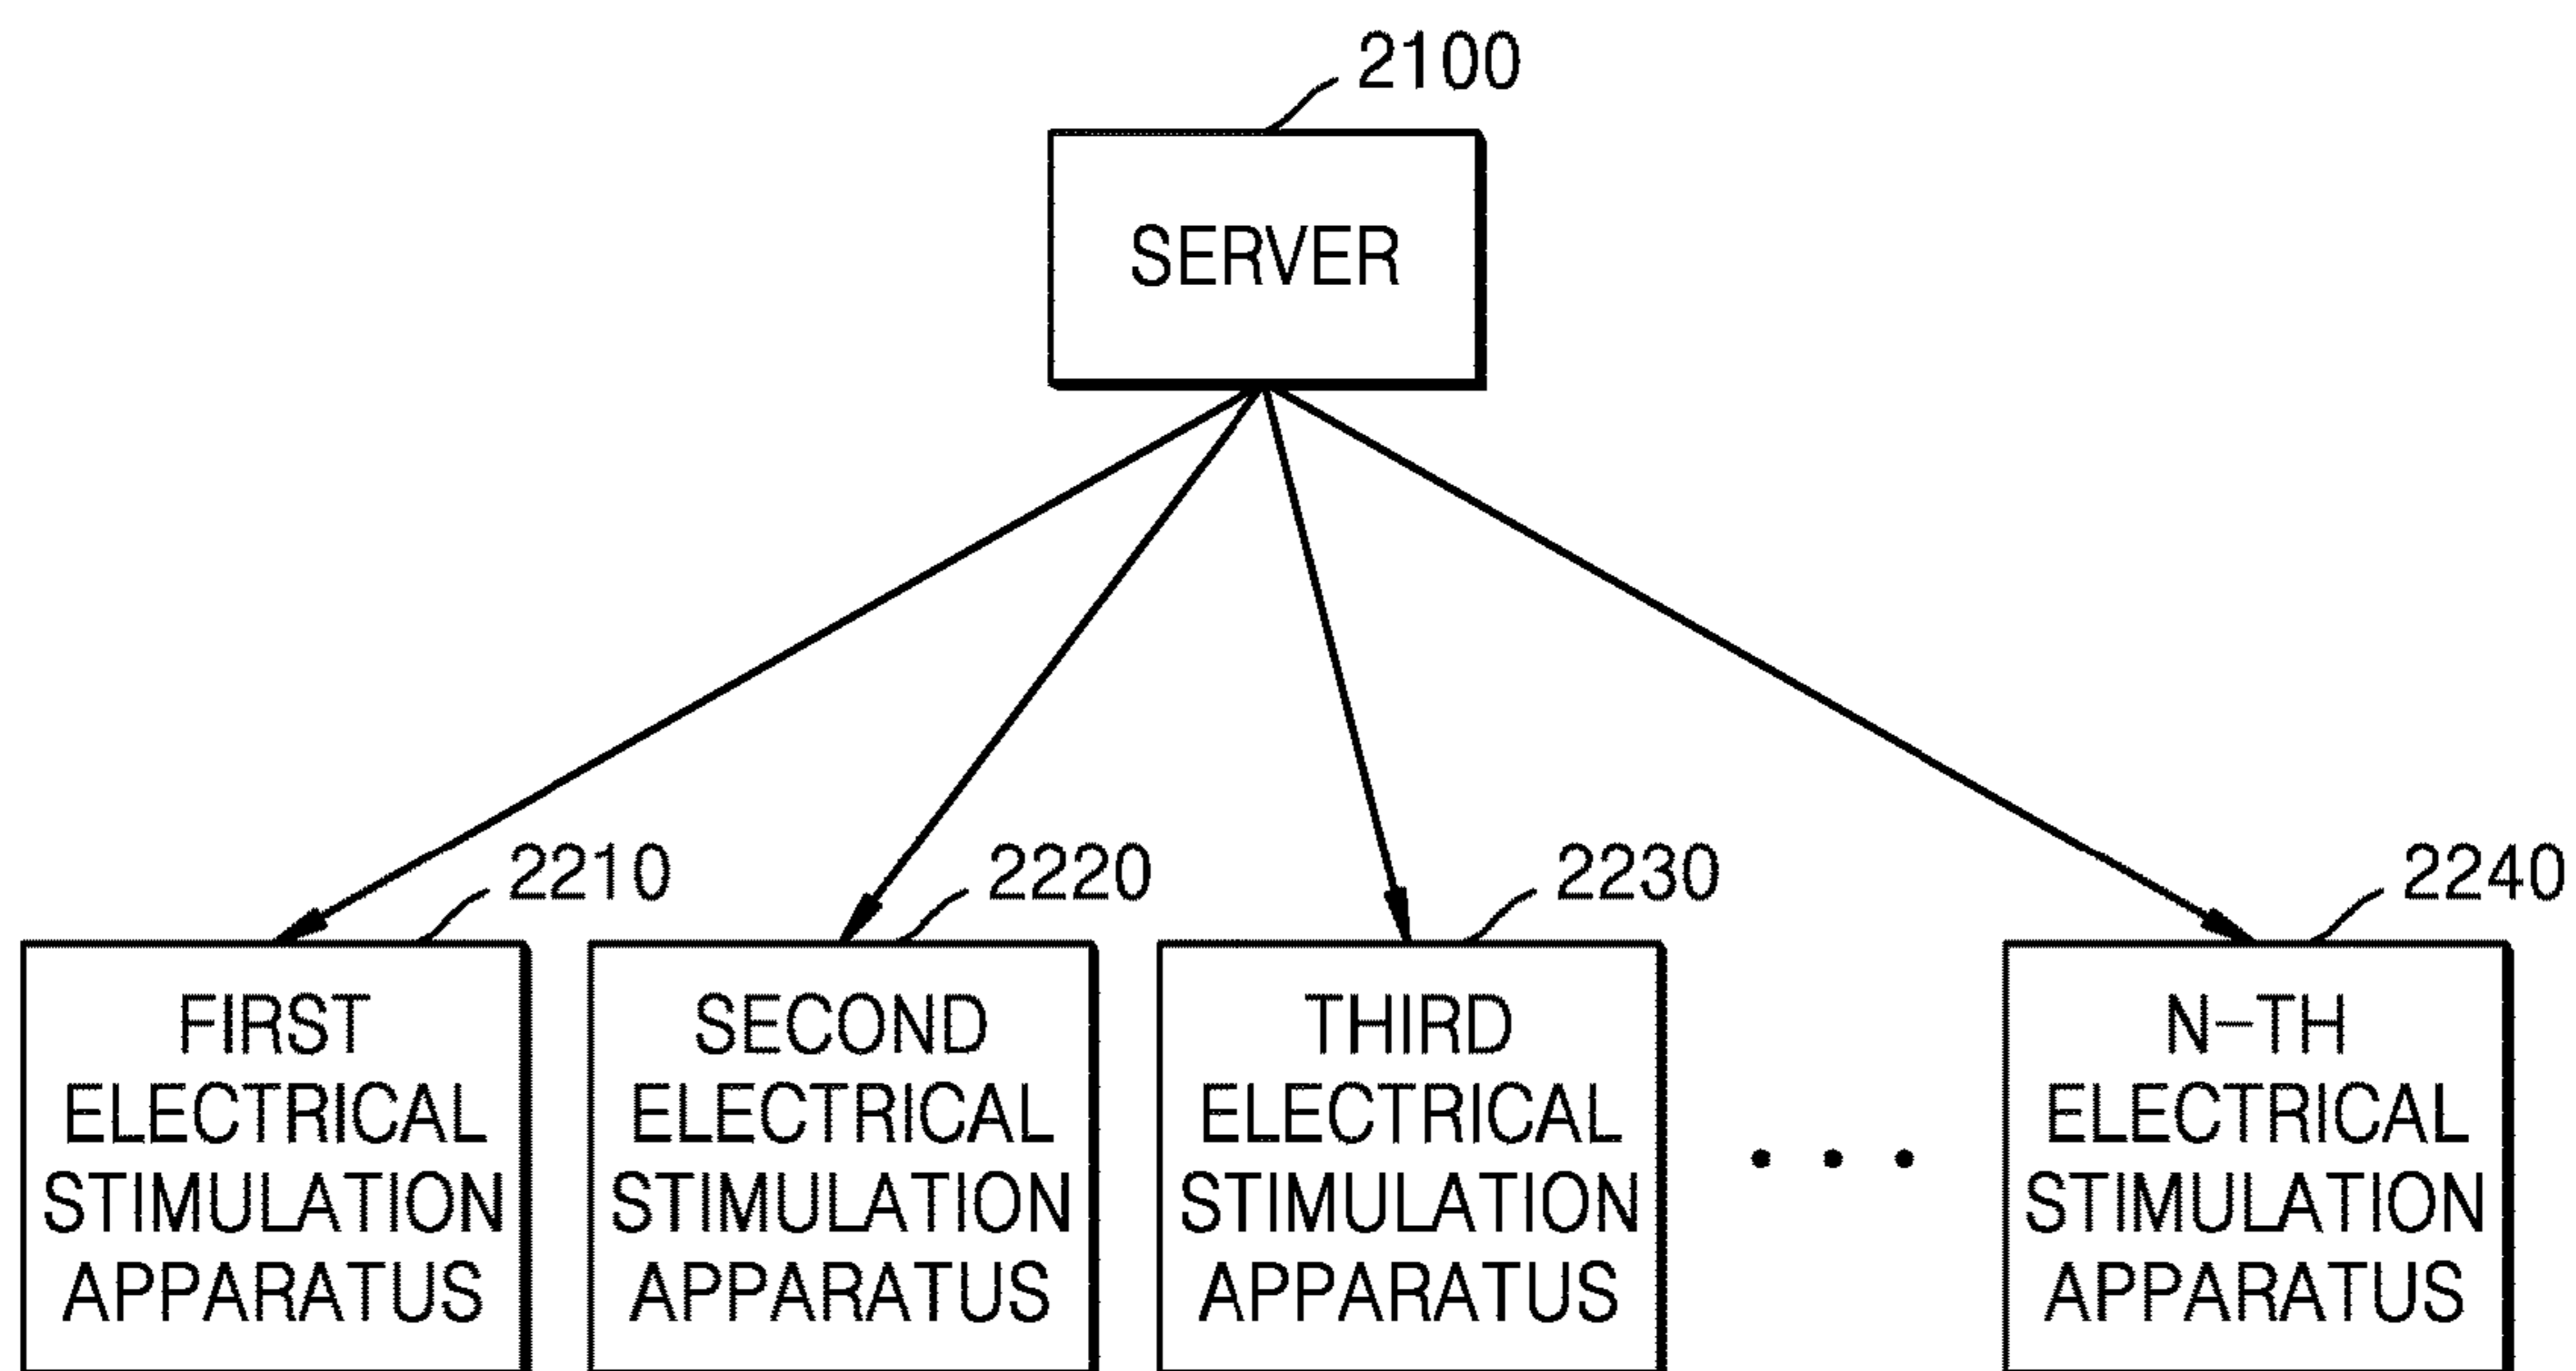 2100
SERVER
2210
2220
2230
2240
FIRST
ELECTRICAL
STIMULATION
APPARATUS
SECOND
ELECTRICAL
STIMULATION
APPARATUS
THIRD
ELECTRICAL
STIMULATION
APPARATUS
• • •
N-TH
ELECTRICAL
STIMULATION
APPARATUS